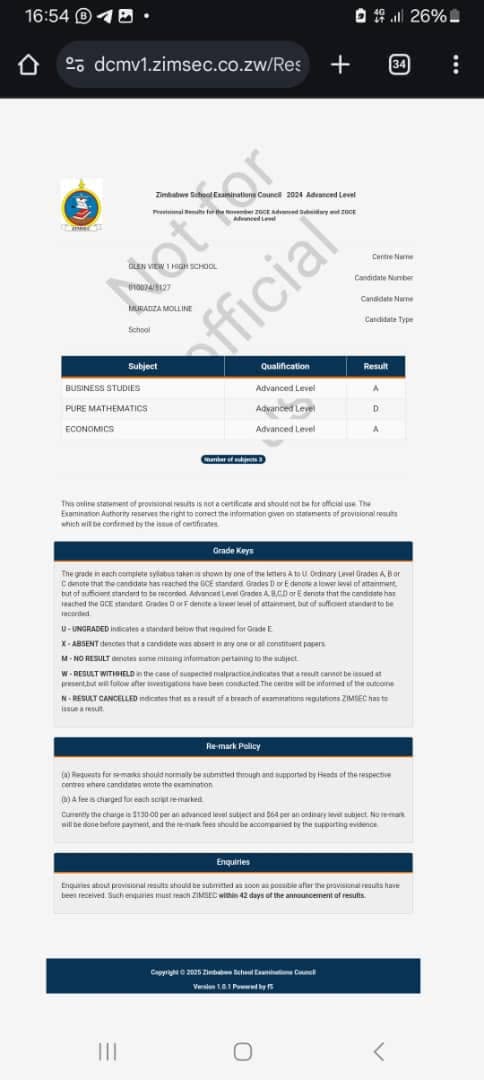 16:54
4G
26%
dcmv1.zimsec.co.zw/Res
34
Zimbabwe School Examinations Council 2024 Advanced Level
Provisional Results for the November ZGCE Advanced Subsidiary and ZGCE
Advanced Level
Not for
official
Centre Name
GLEN VIEW 1 HIGH SCHOOL
Candidate Number
010074/3127
Candidate Name
MURADZA MOLLINE
Candidate Type
School
Subject Qualification Result
BUSINESS STUDIES Advanced Level A
PURE MATHEMATICS Advanced Level D
ECONOMICS Advanced Level A
Number of subjects 3
This online statement of provisional results is not a certificate and should not be for official use. The
Examination Authority reserves the right to correct the information given on statements of provisional results
which will be confirmed by the issue of certificates.
Grade Keys
The grade in each complete syllabus taken is shown by one of the letters A to U. Ordinary Level Grades A, B or
C denote that the candidate has reached the GCE standard. Grades D or E denote a lower level of attainment,
but of sufficient standard to be recorded. Advanced Level Grades A, B,C,D or E denote that the candidate has
reached the GCE standard. Grades O or F denote a lower level of attainment, but of sufficient standard to be
recorded.
U - UNGRADED indicates a standard below that required for Grade E.
X - ABSENT denotes that a candidate was absent in any one or all constituent papers.
M - NO RESULT denotes some missing information pertaining to the subject.
W - RESULT WITHHELD in the case of suspected malpractice,indicates that a result cannot be issued at
present,but will follow after investigations have been conducted.The centre will be informed of the outcome
N - RESULT CANCELLED indicates that as a result of a breach of examinations regulations ZIMSEC has to
issue a result.
Re-mark Policy
(a) Requests for re-marks should normally be submitted through and supported by Heads of the respective
centres where candidates wrote the examination.
(b) A fee is charged for each script re-marked.
Currently the charge is $130-00 per an advanced level subject and $64 per an ordinary level subject. No re-mark
will be done before payment, and the re-mark fees should be accompanied by the supporting evidence.
Enquiries
Enquiries about provisional results should be submitted as soon as possible after the provisional results have
been received. Such enquiries must reach ZIMSEC within 42 days of the announcement of results.
Copyright © 2025 Zimbabwe School Examinations Council
Version 1.0.1 Powered by f5